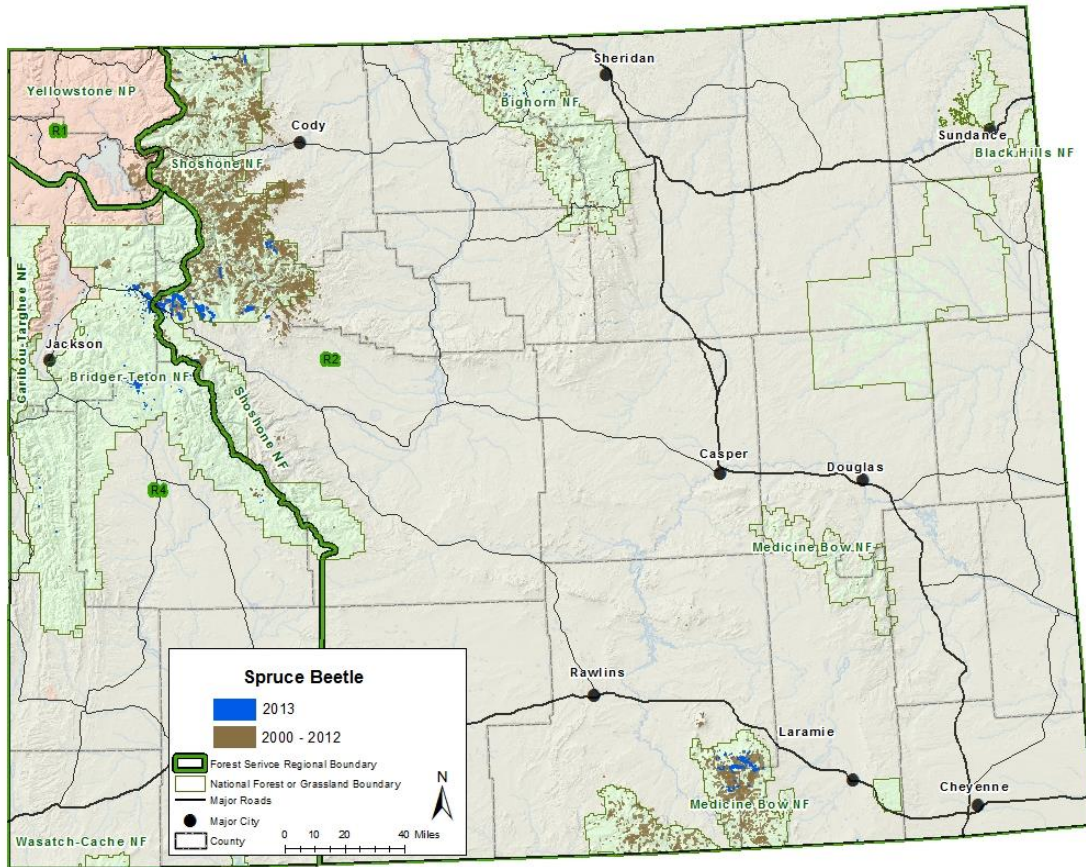 Sheridan
Yellowstone NP
Bighorn NF
R1
Cody
Sundance
Shoshone NF
Black Hills NF
Caribou-Targhee NF
Jackson
R2
Bridger-Teton NF
Shoshone NF
Casper
Douglas
R4
Medicine Bow NF
Rawlins
Laramie
Cheyenne
Medicine Bow NF
Wasatch-Cache NF
Spruce Beetle
2013
2000 - 2012
Forest Serivce Regional Boundary
National Forest or Grassland Boundary
Major Roads
Major City
County
N
0 10 20 40 Miles